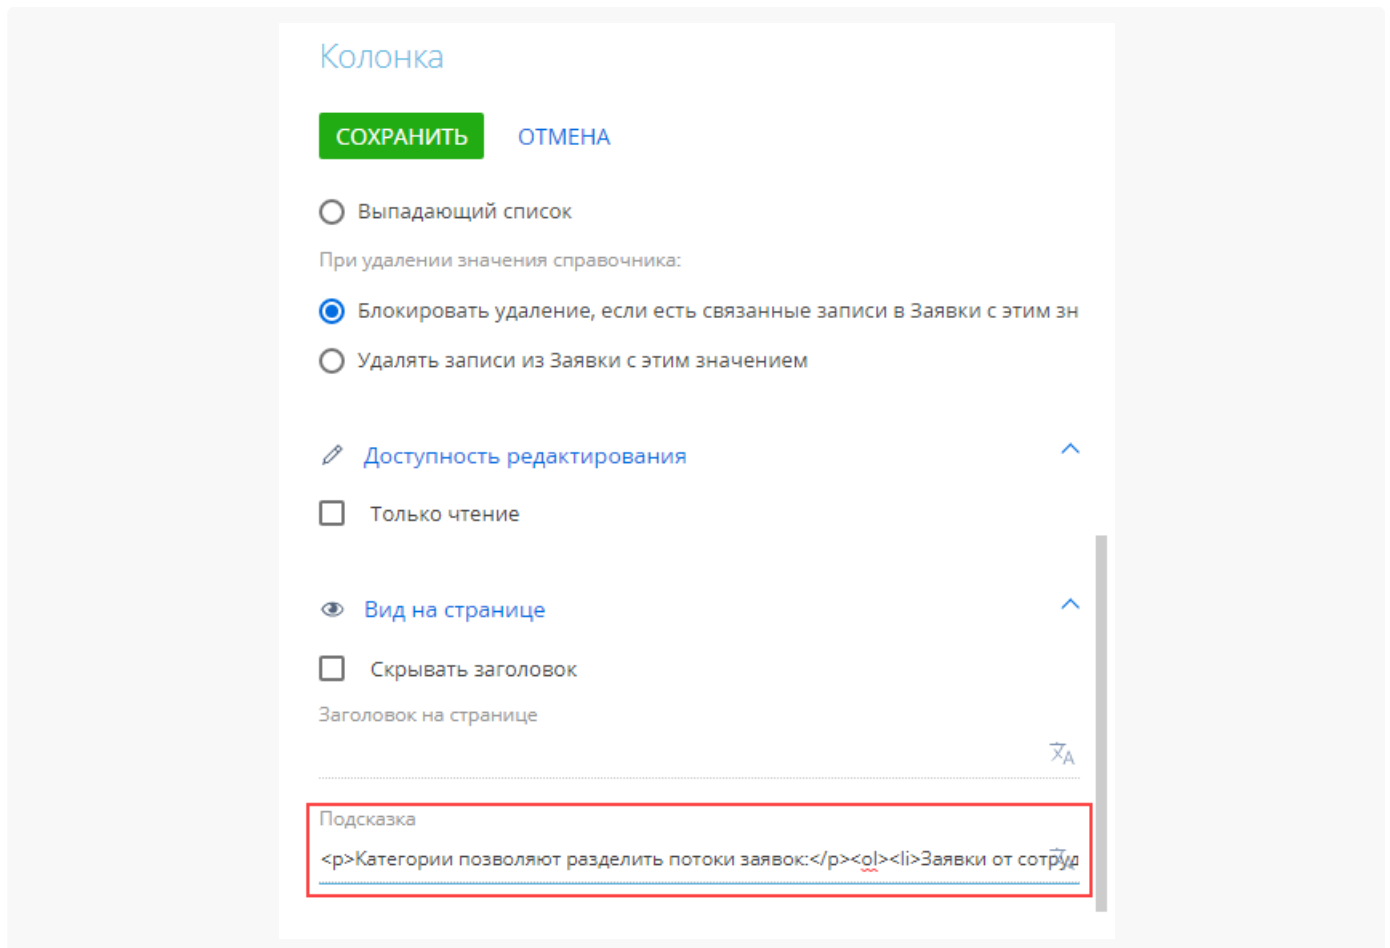 Колонка
СОХРАНИТЬ ОТМЕНА
Выпадающий список
При удалении значения справочника:
Блокировать удаление, если есть связанные записи в Заявки с этим зн
Удалять записи из Заявки с этим значением
Доступность редактирования
Только чтение
Вид на странице
Скрывать заголовок
Заголовок на странице
Подсказка
<p>Категории позволяют разделить потоки заявок:</p><ol><li>Заявки от сотруд